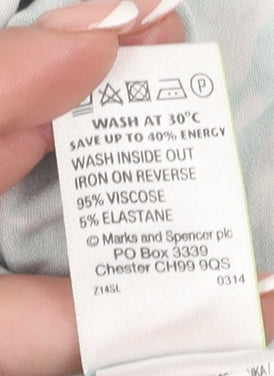 P
WASH AT 30°C
SAVE UP TO 40% ENERGY
WASH INSIDE OUT
IRON ON REVERSE
95% VISCOSE
5% ELASTANE
© Marks and Spencer plc
PO Box 3339
Chester CH99 9QS
Z14SL 0314